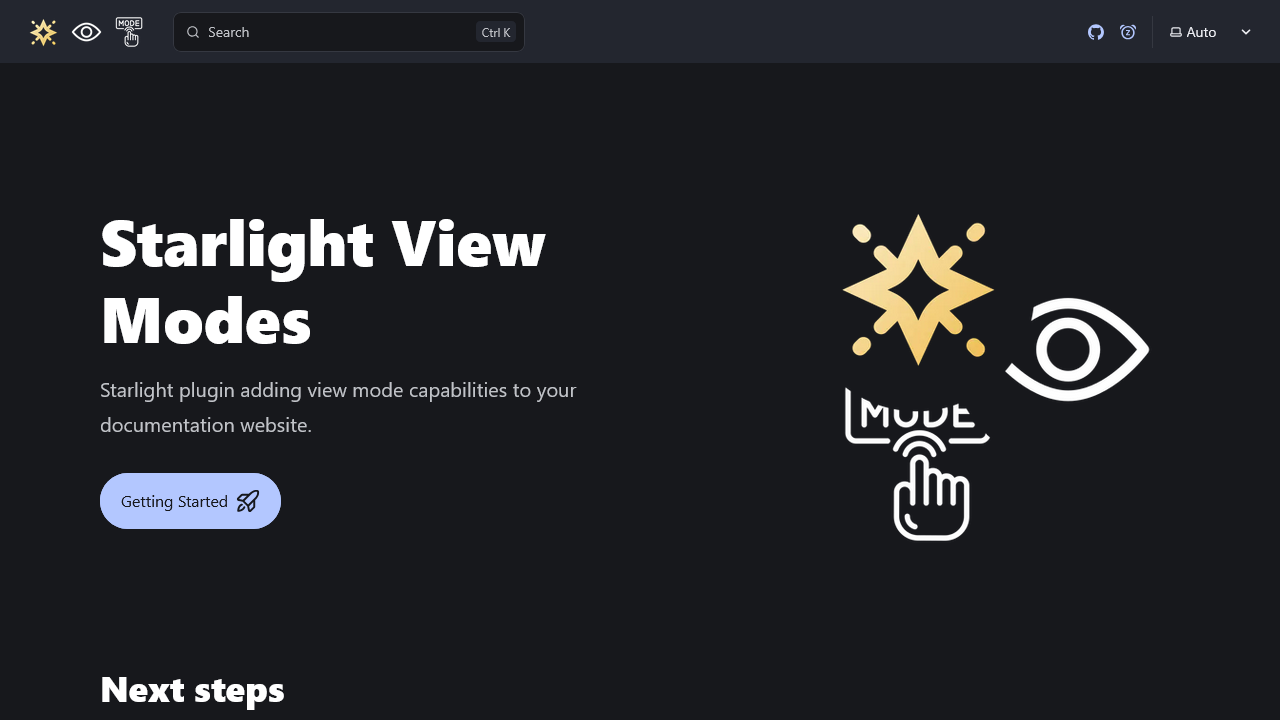 MODE
Search
Ctrl K
Auto
Starlight View
Modes
Starlight plugin adding view mode capabilities to your
documentation website.
Getting Started
MODE
Next steps